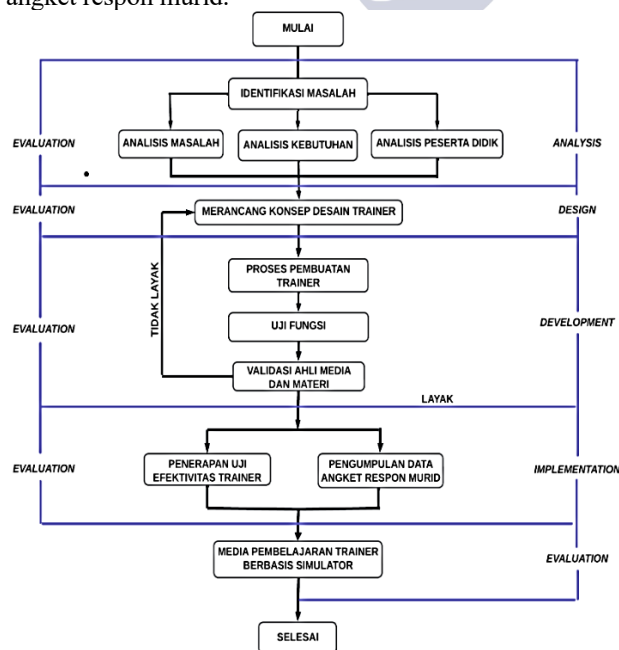 angket respon murid.
MULAI
IDENTIFIKASI MASALAH
EVALUATION
ANALISIS MASALAH
ANALISIS KEBUTUHAN
ANALISIS PESERTA DIDIK
ANALYSIS
EVALUATION
MERANCANG KONSEP DESAIN TRAINER
DESIGN
PROSES PEMBUATAN
TRAINER
TIDAK LAYAK
EVALUATION
UJI FUNGSI
DEVELOPMENT
VALIDASI AHLI MEDIA
DAN MATERI
LAYAK
EVALUATION
PENERAPAN UJI
EFEKTIVITAS TRAINER
PENGUMPULAN DATA
ANGKET RESPON MURID
IMPLEMENTATION
MEDIA PEMBELAJARAN TRAINER
BERBASIS SIMULATOR
EVALUATION
SELESAI